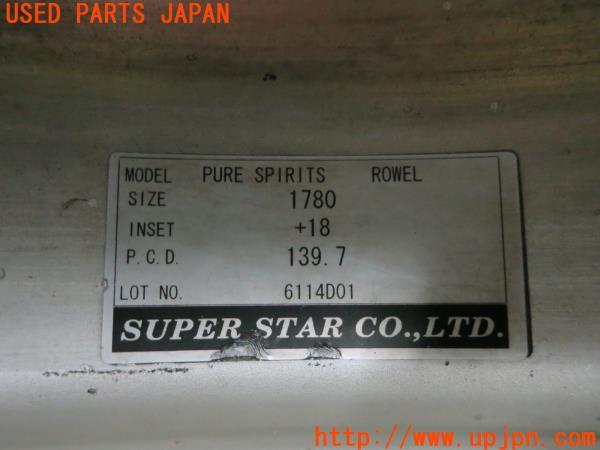 USED PARTS JAPAN
MODEL PURE SPIRITS ROWEL
SIZE 1780
INSET +18
P.C.D. 139.7
LOT NO. 6114D01
SUPER STAR CO.,LTD.
http://www.upjpn.com